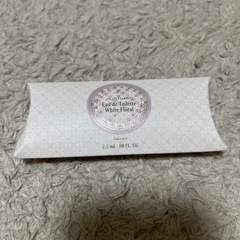 Eau de Toilette
White Floral
2.5 mL .08 fl. oz.